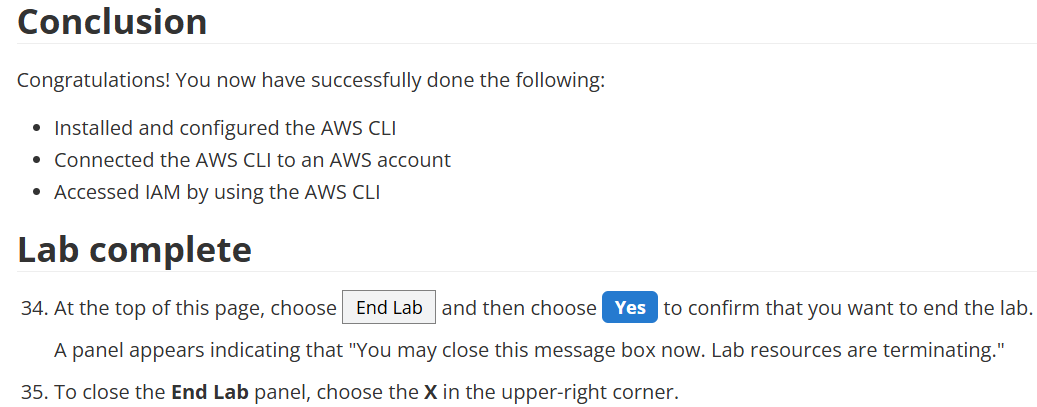 Conclusion
Congratulations! You now have successfully done the following:
• Installed and configured the AWS CLI
• Connected the AWS CLI to an AWS account
• Accessed IAM by using the AWS CLI
Lab complete
34. At the top of this page, choose End Lab and then choose Yes to confirm that you want to end the lab.
A panel appears indicating that "You may close this message box now. Lab resources are terminating."
35. To close the End Lab panel, choose the X in the upper-right corner.